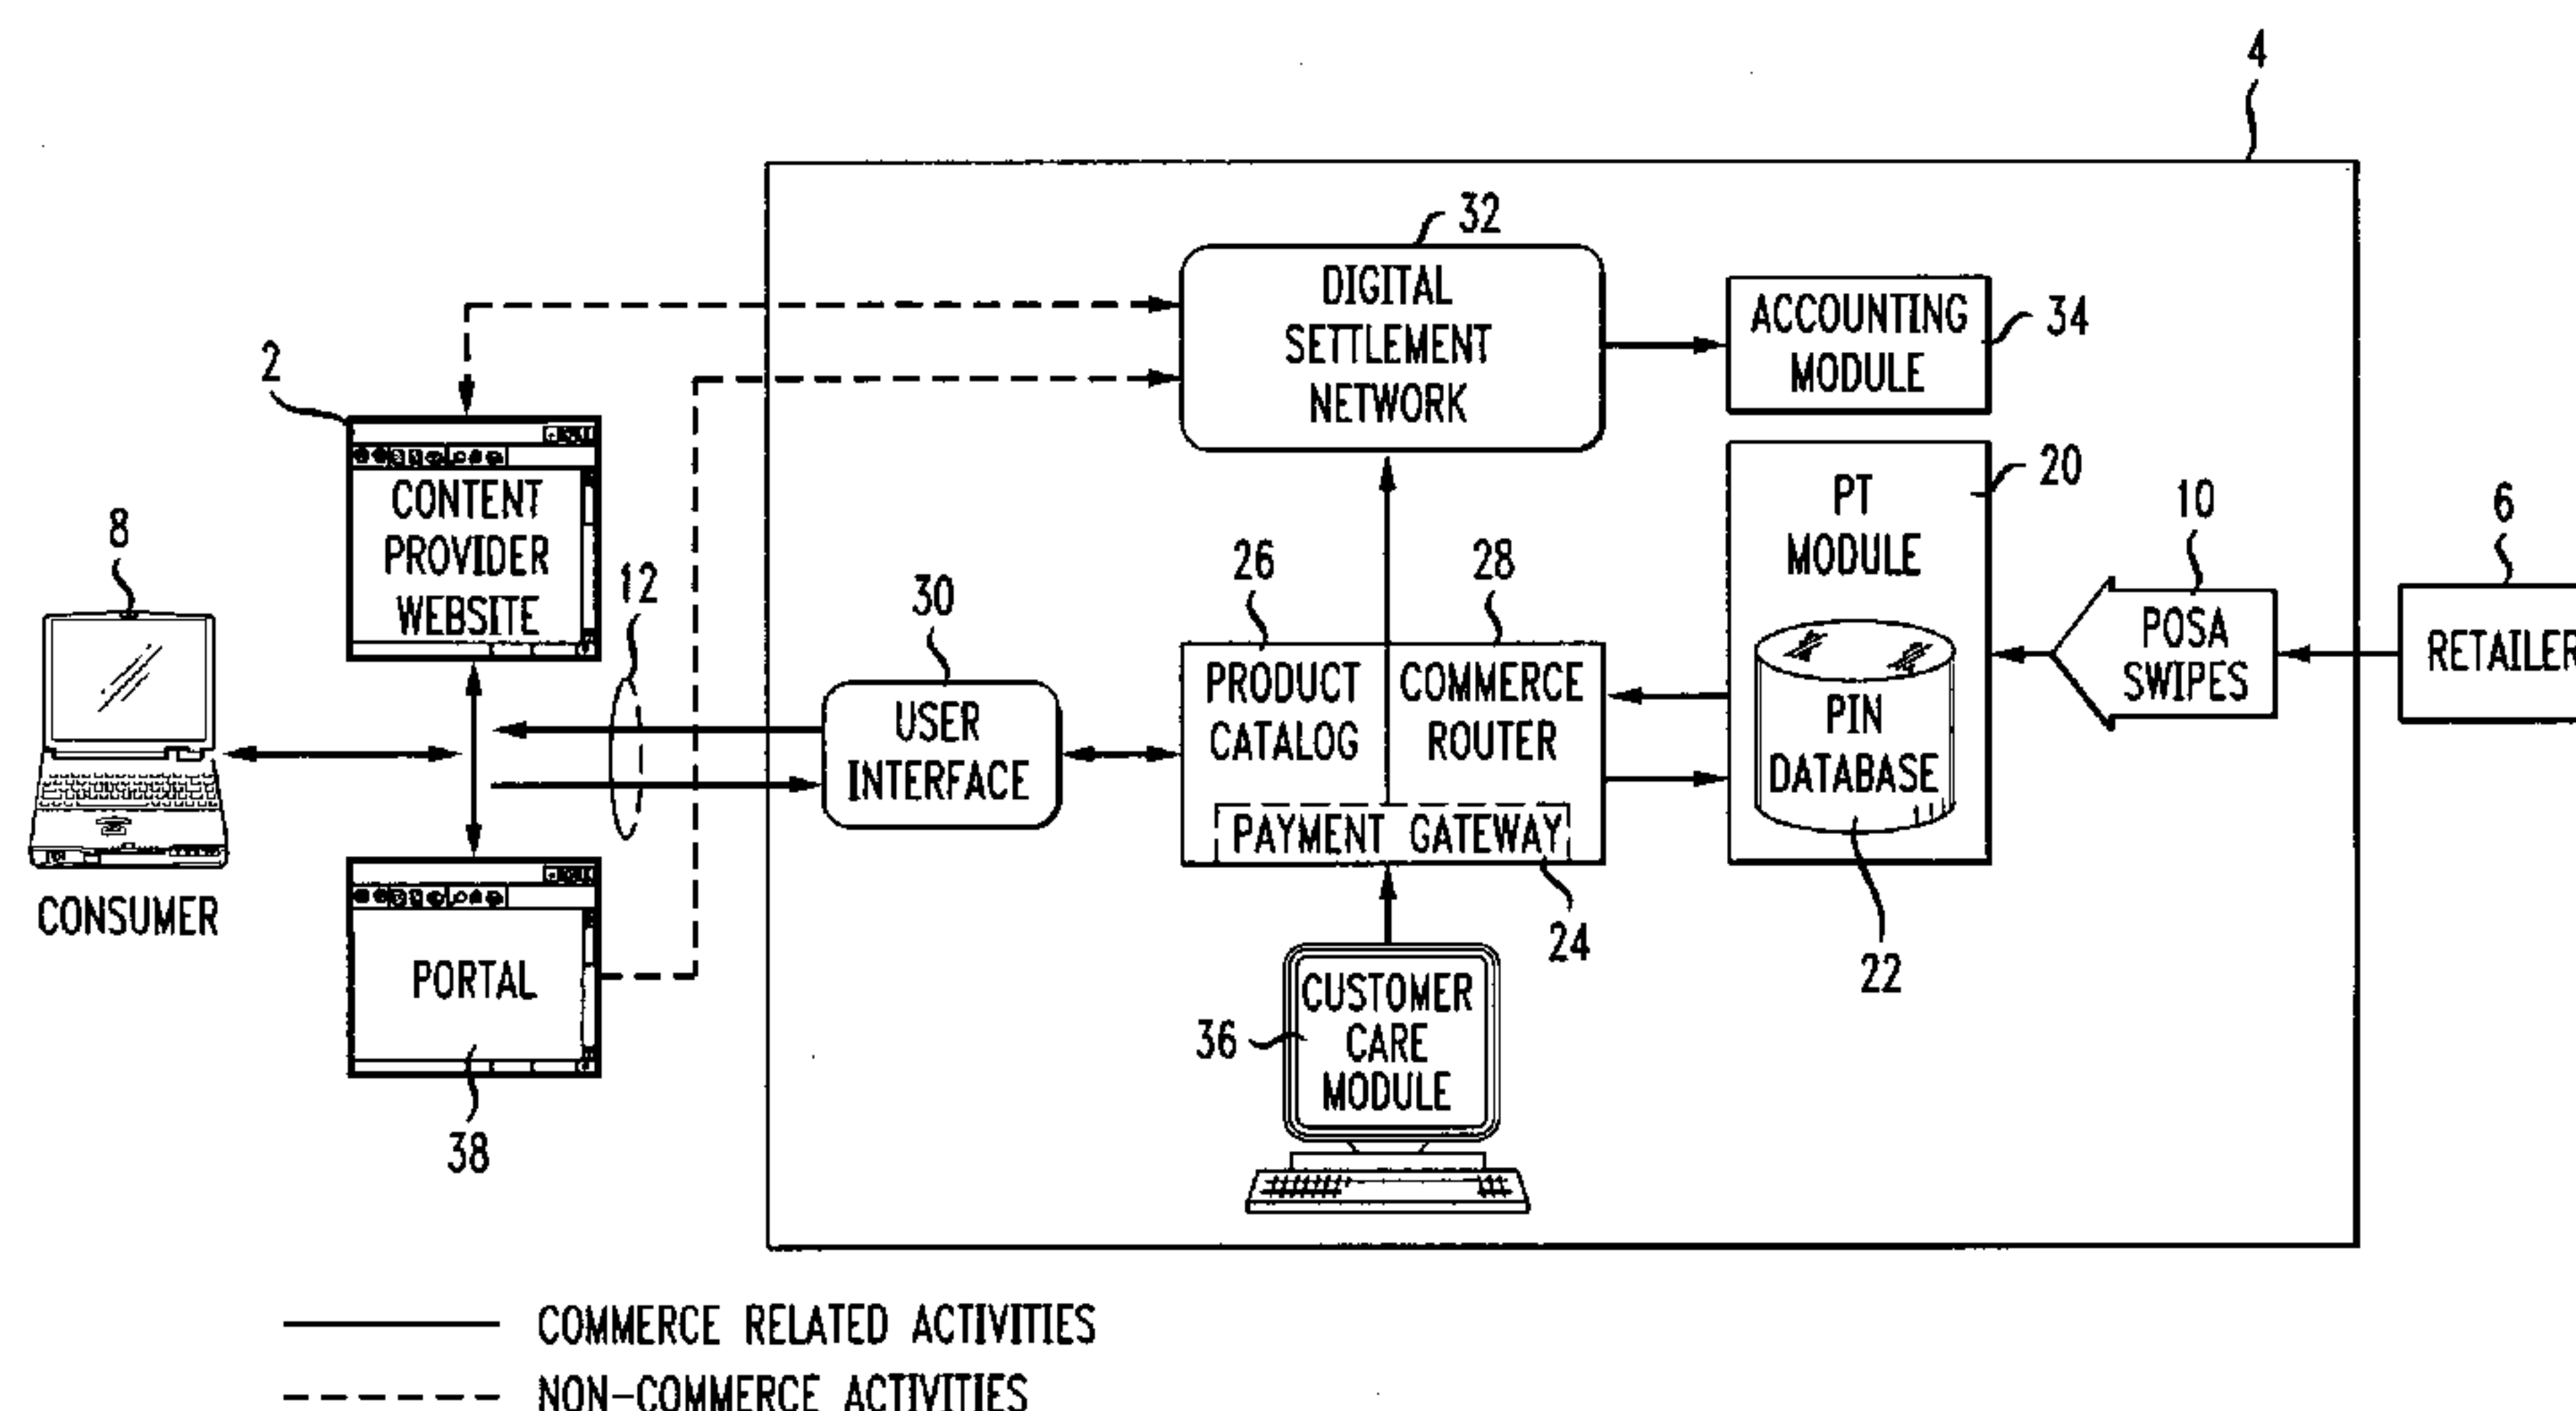 4
32
DIGITAL
SETTLEMENT
NETWORK
ACCOUNTING
MODULE
34
2
CONTENT
PROVIDER
WEBSITE
8
CONSUMER
12
30
USER
INTERFACE
26
PRODUCT
CATALOG
28
COMMERCE
ROUTER
PAYMENT GATEWAY
24
PT
MODULE
20
PIN
DATABASE
22
10
POSA
SWIPES
6
RETAILER
PORTAL
38
36
CUSTOMER
CARE
MODULE
COMMERCE RELATED ACTIVITIES
NON-COMMERCE ACTIVITIES